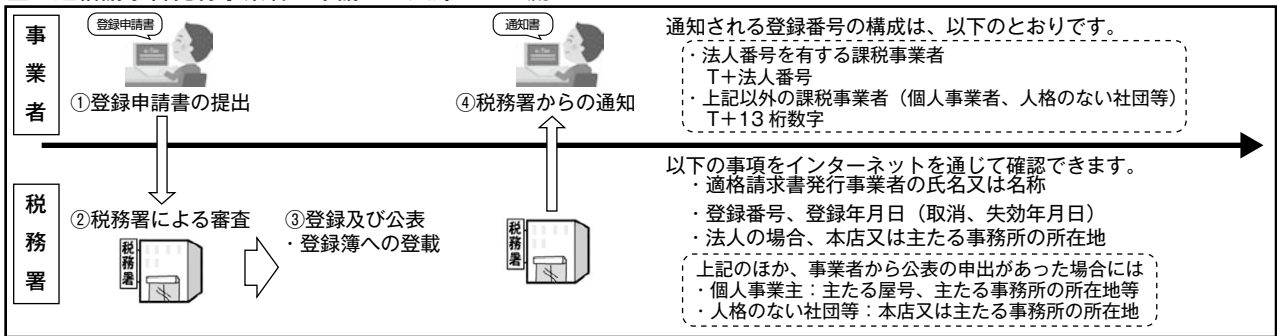 事業者
登録申請書
①登録申請書の提出
通知書
④税務署からの通知
通知される登録番号の構成は、以下のとおりです。
・法人番号を有する課税事業者
T+法人番号
・上記以外の課税事業者（個人事業者、人格のない社団等）
T+13桁数字
税務署
②税務署による審査
税務署
③登録及び公表
・登録簿への登載
税務署
以下の事項をインターネットを通じて確認できます。
・適格請求書発行事業者の氏名又は名称
・登録番号、登録年月日（取消、失効年月日）
・法人の場合、本店又は主たる事務所の所在地
上記のほか、事業者から公表の申出があった場合には
・個人事業主：主たる屋号、主たる事務所の所在地等
・人格のない社団等：本店又は主たる事務所の所在地